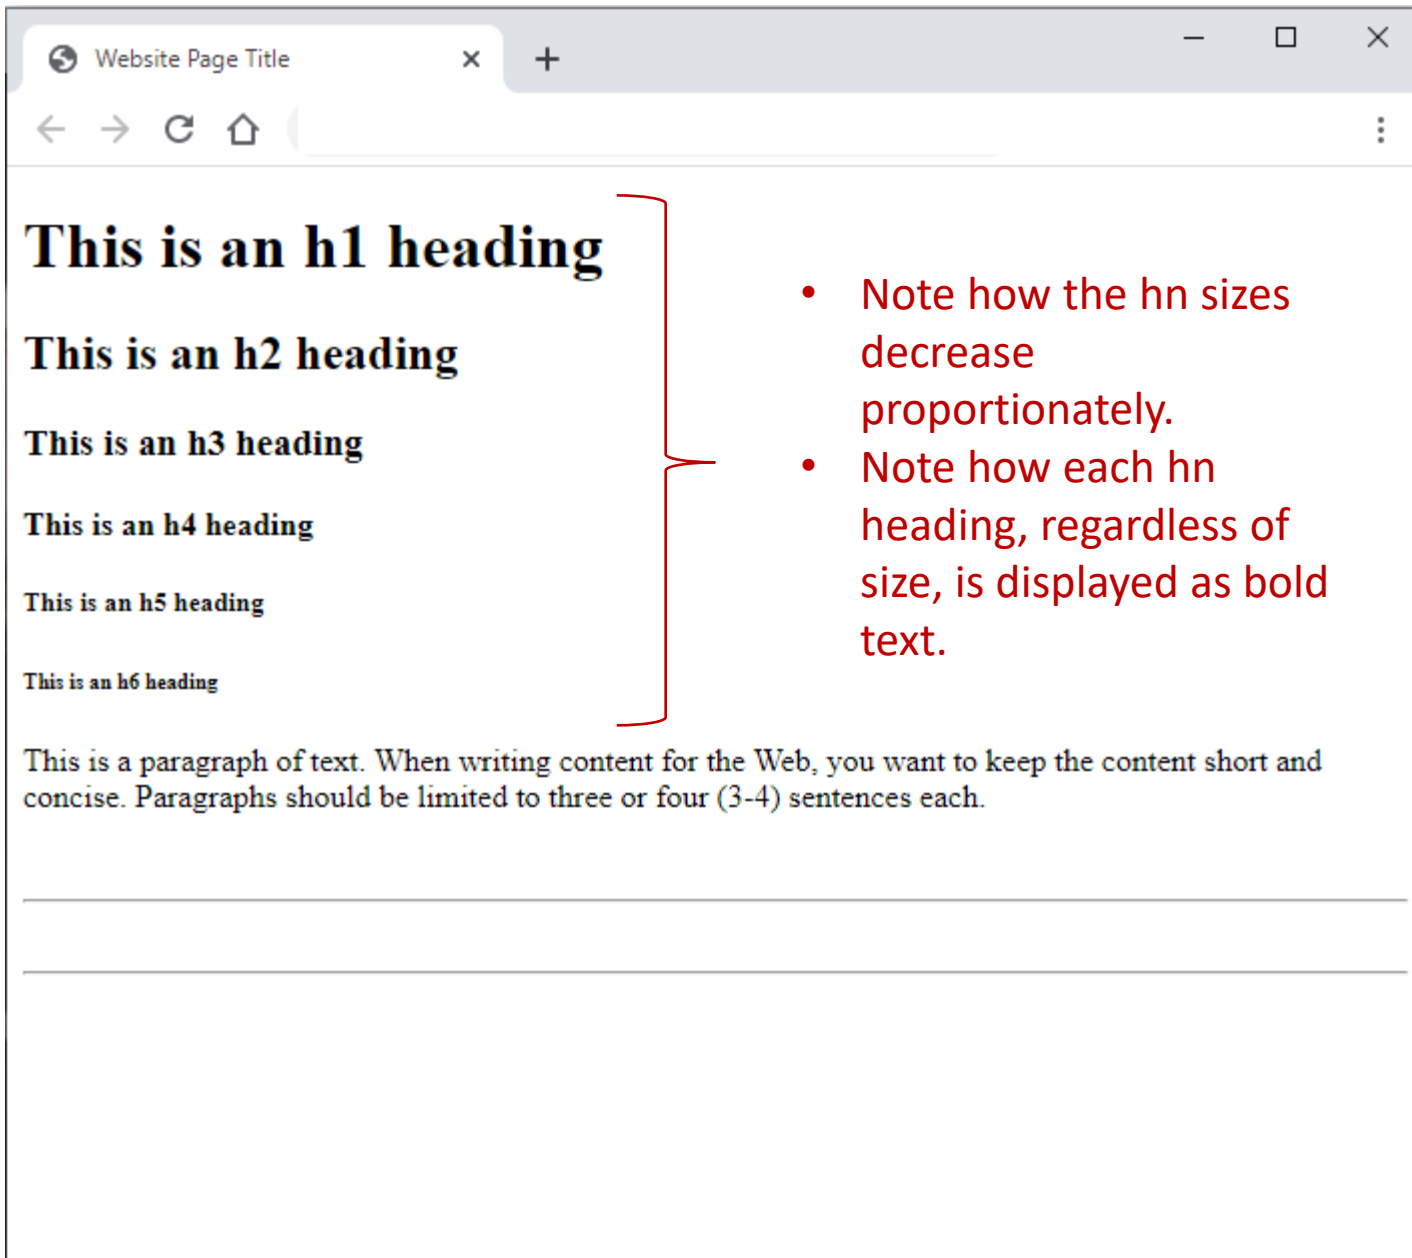 Website Page Title
This is an h1 heading
This is an h2 heading
This is an h3 heading
This is an h4 heading
This is an h5 heading
This is an h6 heading
• Note how the hn sizes
decrease
proportionately.
• Note how each hn
heading, regardless of
size, is displayed as bold
text.
This is a paragraph of text. When writing content for the Web, you want to keep the content short and
concise. Paragraphs should be limited to three or four (3-4) sentences each.